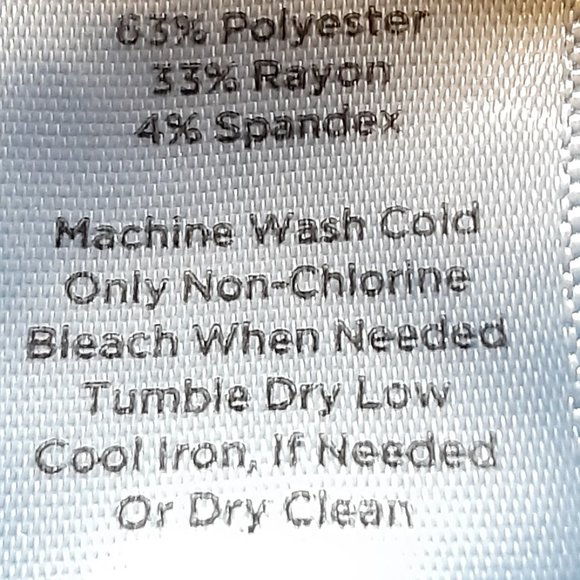 63% Polyester
33% Rayon
4% Spandex
Machine Wash Cold
Only Non-Chlorine
Bleach When Needed
Tumble Dry Low
Cool Iron, If Needed
Or Dry Clean